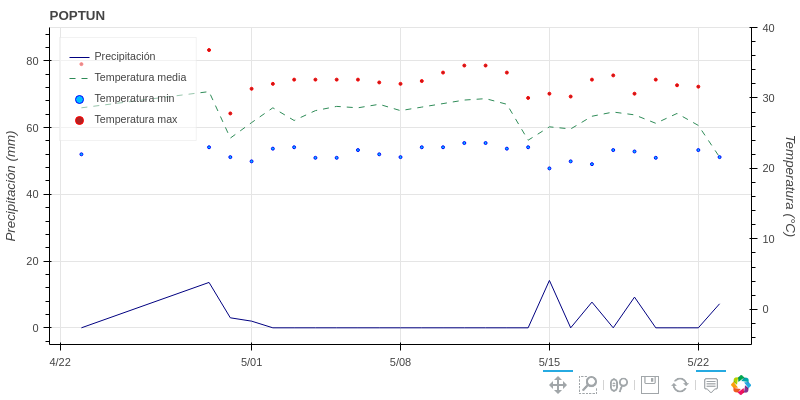 POPTUN
Precipitación
Temperatura media
Temperatura min
Temperatura max
Precipitación (mm)
80
60
40
20
0
Temperatura (°C)
40
30
20
10
0
4/22
5/01
5/08
5/15
5/22